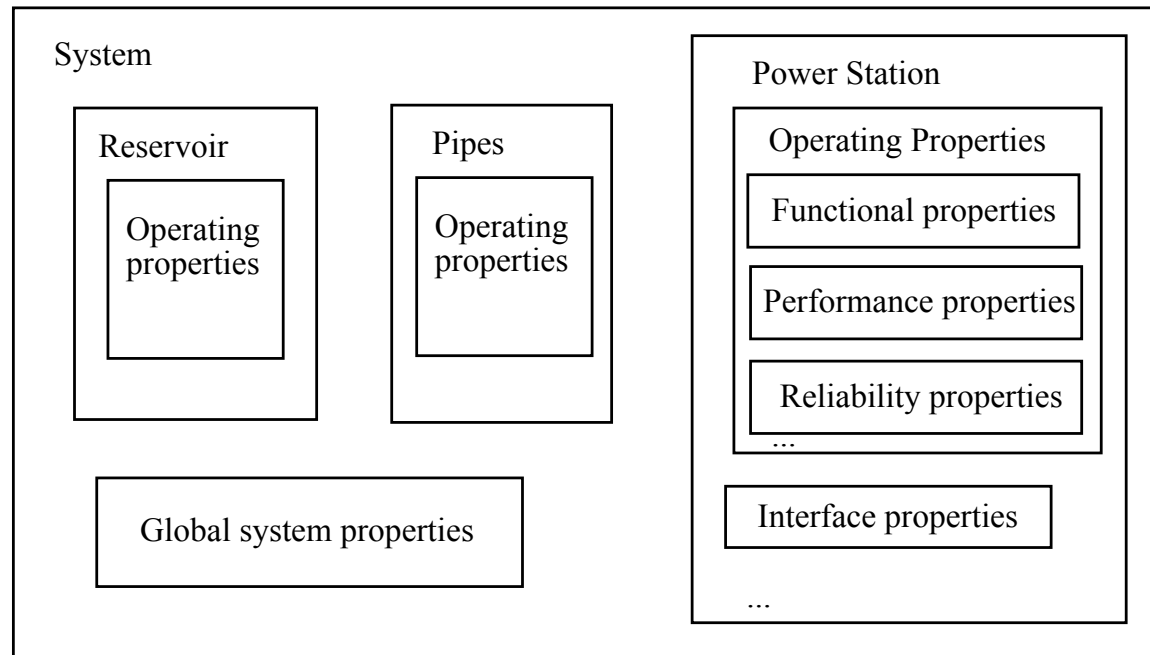 System
Reservoir
Operating
properties
Pipes
Operating
properties
Global system properties
Power Station
Operating Properties
Functional properties
Performance properties
Reliability properties
...
Interface properties
...